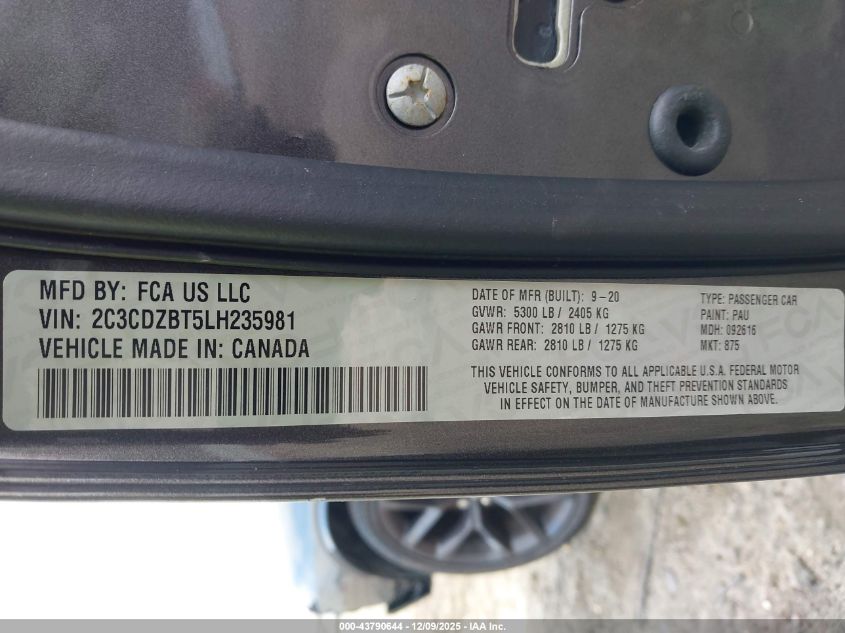 MFD BY: FCA US LLC
VIN: 2C3CDZBT5LH235981
VEHICLE MADE IN: CANADA
DATE OF MFR (BUILT): 9-20
GVWR: 5300 LB / 2405 KG
GAWR FRONT: 2810 LB / 1275 KG
GAWR REAR: 2810 LB / 1275 KG
TYPE: PASSENGER CAR
PAINT: PAU
MDH: 092616
MKT: 875
THIS VEHICLE CONFORMS TO ALL APPLICABLE U.S.A. FEDERAL MOTOR
VEHICLE SAFETY, BUMPER, AND THEFT PREVENTION STANDARDS
IN EFFECT ON THE DATE OF MANUFACTURE SHOWN ABOVE.
000-43790644 - 12/09/2025 - IAA Inc.